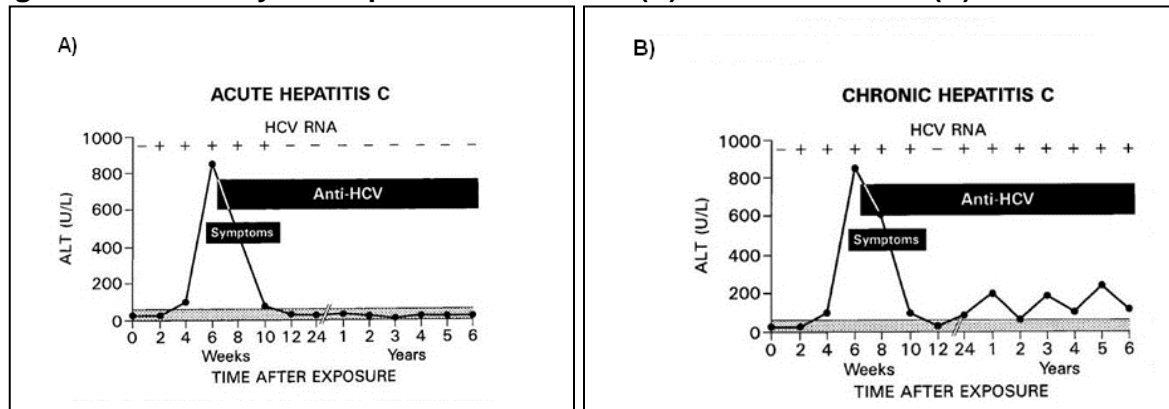 A)
ACUTE HEPATITIS C
HCV RNA
− + + + + + − − − − − − − −
1000
800
600
400
200
0
ALT (U/L)
Anti-HCV
Symptoms
0 2 4 6 8 10 12 24 1 2 3 4 5 6
Weeks Years
TIME AFTER EXPOSURE
B)
CHRONIC HEPATITIS C
HCV RNA
− + + + + + − + + + + + + +
1000
800
600
400
200
0
ALT (U/L)
Anti-HCV
Symptoms
0 2 4 6 8 10 12 24 1 2 3 4 5 6
Weeks Years
TIME AFTER EXPOSURE